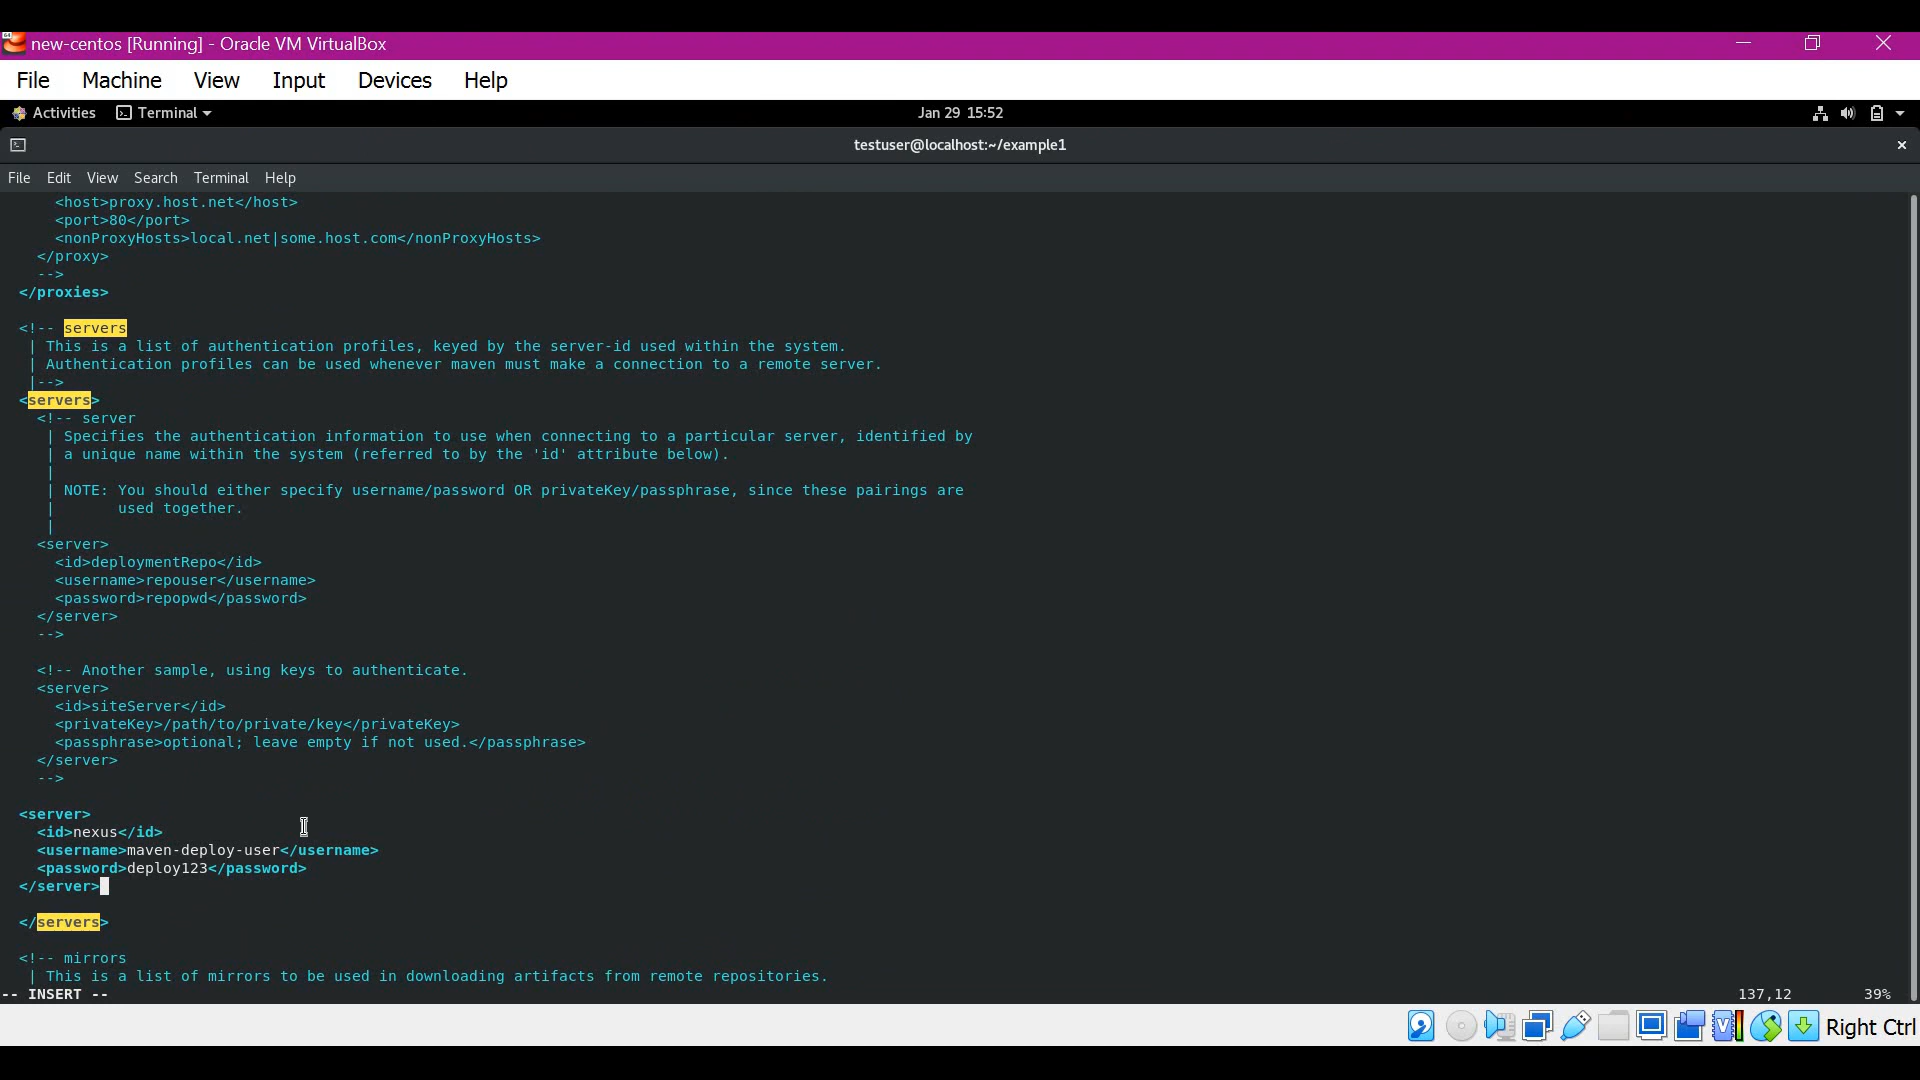 new-centos [Running] - Oracle VM VirtualBox
File Machine View Input Devices Help
Activities Terminal Jan 29 15:52
testuser@localhost:~/example1 ×
File Edit View Search Terminal Help
<host>proxy.host.net</host>
<port>80</port>
<nonProxyHosts>local.net|some.host.com</nonProxyHosts>
</proxy>
-->
</proxies>
<!-- servers
| This is a list of authentication profiles, keyed by the server-id used within the system.
| Authentication profiles can be used whenever maven must make a connection to a remote server.
|-->
<servers>
<!-- server
| Specifies the authentication information to use when connecting to a particular server, identified by
| a unique name within the system (referred to by the 'id' attribute below).
|
| NOTE: You should either specify username/password OR privateKey/passphrase, since these pairings are
| used together.
|
<server>
<id>deploymentRepo</id>
<username>repouser</username>
<password>repopwd</password>
</server>
-->
<!-- Another sample, using keys to authenticate.
<server>
<id>siteServer</id>
<privateKey>/path/to/private/key</privateKey>
<passphrase>optional; leave empty if not used.</passphrase>
</server>
-->
<server>
<id>nexus</id>
<username>maven-deploy-user</username>
<password>deploy123</password>
</server>
</servers>
<!-- mirrors
| This is a list of mirrors to be used in downloading artifacts from remote repositories.
-- INSERT -- 137,12 39%
Right Ctrl